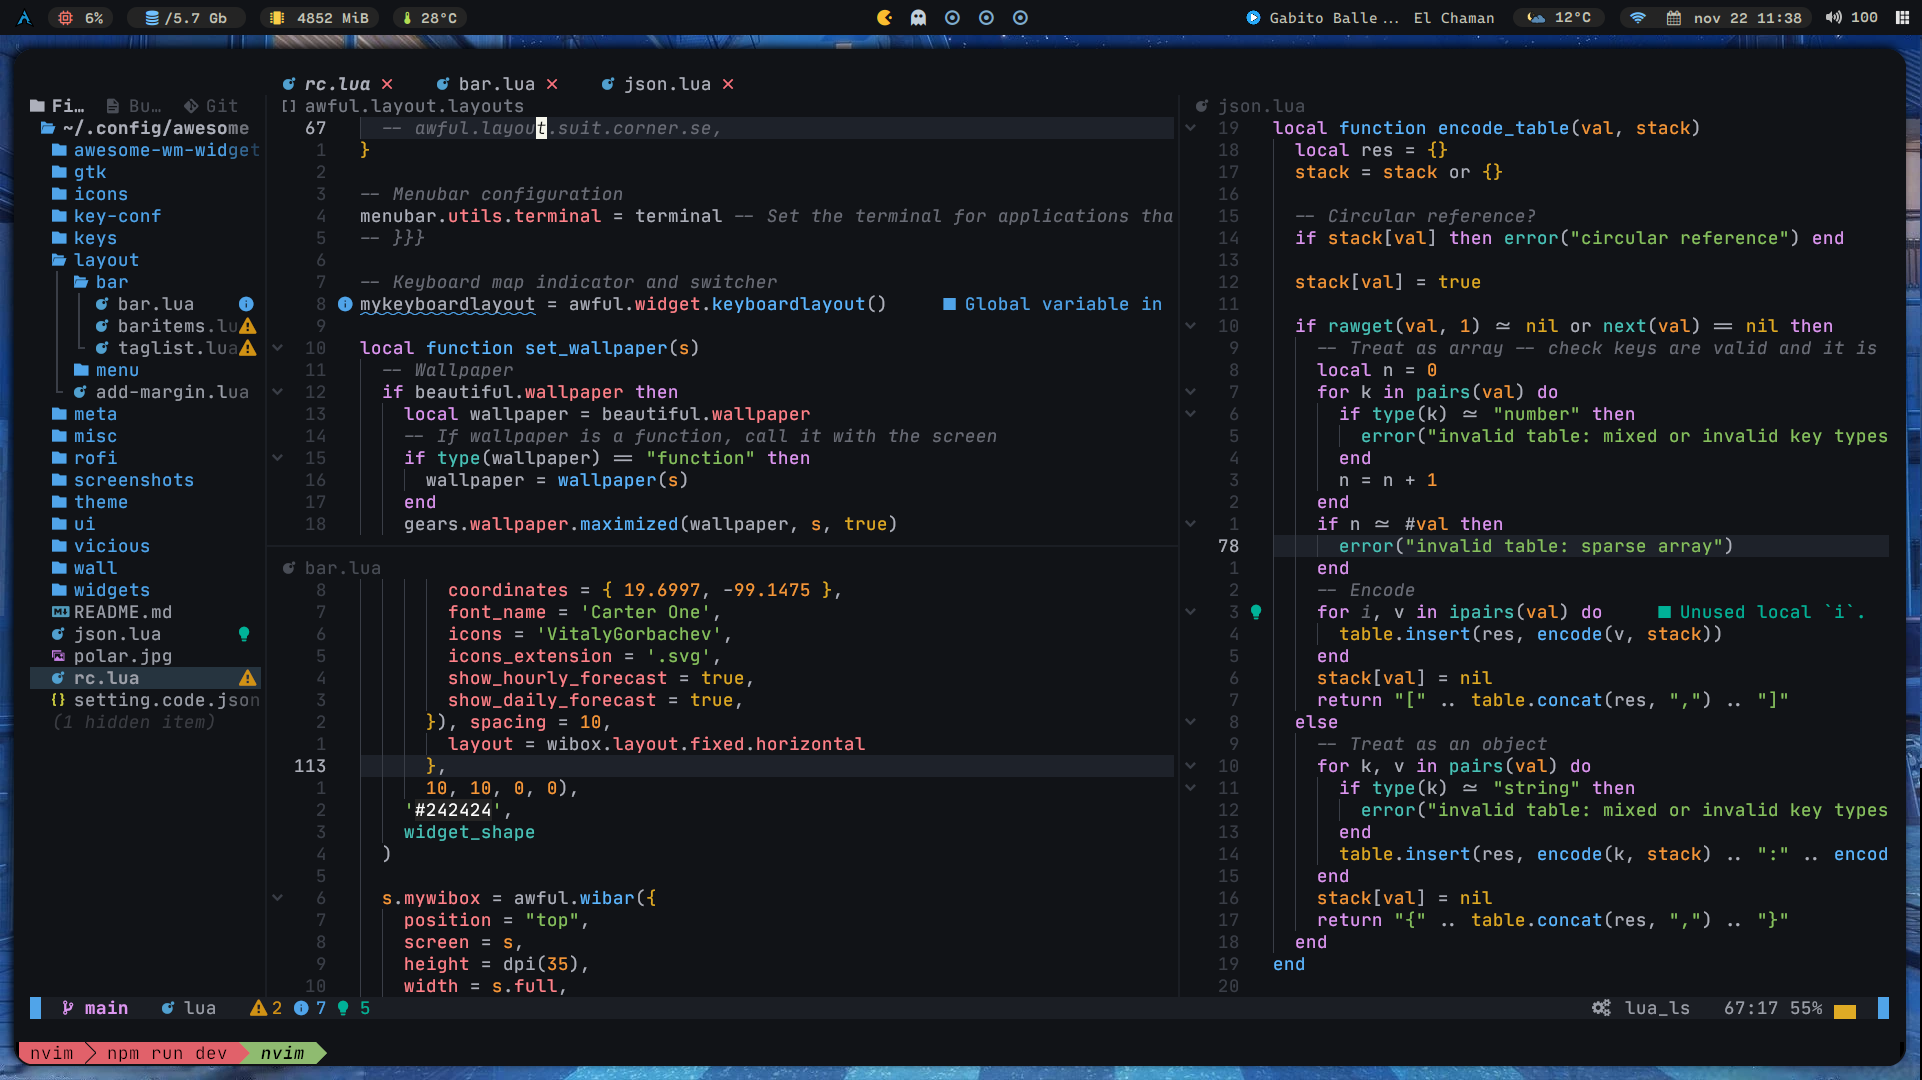 6% /5.7 Gb 4852 MiB 28°C Gabito Balle... El Chaman 12°C nov 22 11:38 100
rc.lua × bar.lua × json.lua ×
Fi… Bu… Git
~/.config/awesome
awesome-wm-widget
gtk
icons
key-conf
keys
layout
bar
bar.lua
baritems.lu
taglist.lua
menu
add-margin.lua
meta
misc
rofi
screenshots
theme
ui
vicious
wall
widgets
README.md
json.lua
polar.jpg
rc.lua
{} setting.code.json
(1 hidden item)
[] awful.layout.layouts
67 -- awful.layout.suit.corner.se,
1 }
2
3 -- Menubar configuration
4 menubar.utils.terminal = terminal -- Set the terminal for applications tha
5 -- }}}
6
7 -- Keyboard map indicator and switcher
8 mykeyboardlayout = awful.widget.keyboardlayout() ■ Global variable in
9
10 local function set_wallpaper(s)
11 -- Wallpaper
12 if beautiful.wallpaper then
13 local wallpaper = beautiful.wallpaper
14 -- If wallpaper is a function, call it with the screen
15 if type(wallpaper) == "function" then
16 wallpaper = wallpaper(s)
17 end
18 gears.wallpaper.maximized(wallpaper, s, true)
bar.lua
8 coordinates = { 19.6997, -99.1475 },
7 font_name = 'Carter One',
6 icons = 'VitalyGorbachev',
5 icons_extension = '.svg',
4 show_hourly_forecast = true,
3 show_daily_forecast = true,
2 }), spacing = 10,
1 layout = wibox.layout.fixed.horizontal
113 },
1 10, 10, 0, 0),
2 '#242424',
3 widget_shape
4 )
5
6 s.mywibox = awful.wibar({
7 position = "top",
8 screen = s,
9 height = dpi(35),
10 width = s.full,
json.lua
19 local function encode_table(val, stack)
18 local res = {}
17 stack = stack or {}
16
15 -- Circular reference?
14 if stack[val] then error("circular reference") end
13
12 stack[val] = true
11
10 if rawget(val, 1) ~= nil or next(val) == nil then
9 -- Treat as array -- check keys are valid and it is
8 local n = 0
7 for k in pairs(val) do
6 if type(k) ~= "number" then
5 error("invalid table: mixed or invalid key types
4 end
3 n = n + 1
2 end
1 if n ~= #val then
78 error("invalid table: sparse array")
1 end
2 -- Encode
3 for i, v in ipairs(val) do ■ Unused local `i`.
4 table.insert(res, encode(v, stack))
5 end
6 stack[val] = nil
7 return "[" .. table.concat(res, ",") .. "]"
8 else
9 -- Treat as an object
10 for k, v in pairs(val) do
11 if type(k) ~= "string" then
12 error("invalid table: mixed or invalid key types
13 end
14 table.insert(res, encode(k, stack) .. ":" .. encod
15 end
16 stack[val] = nil
17 return "{" .. table.concat(res, ",") .. "}"
18 end
19 end
20
main lua 2 7 5 lua_ls 67:17 55%
nvim npm run dev nvim